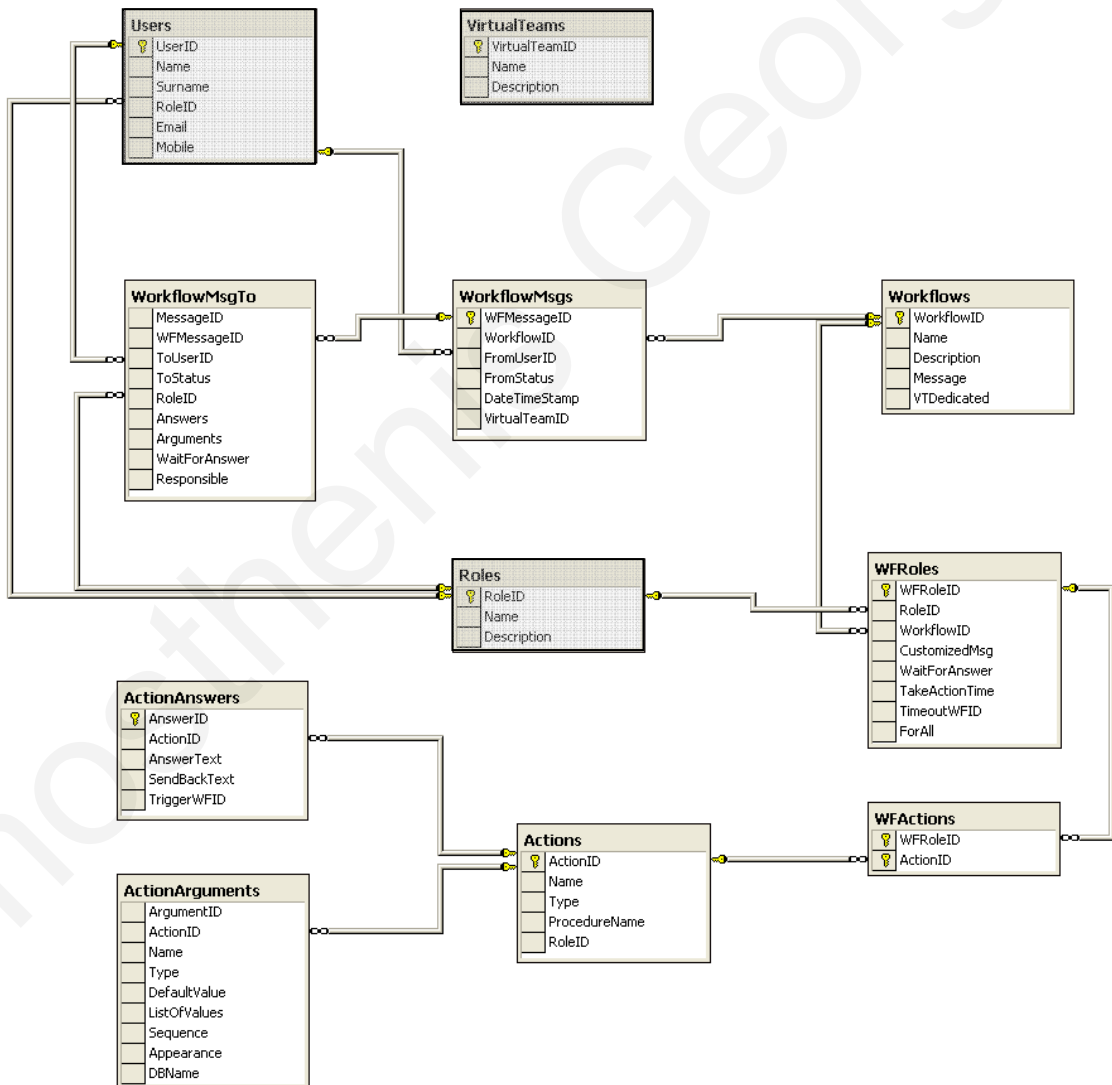 Users
UserID
Name
Surname
RoleID
Email
Mobile
VirtualTeams
VirtualTeamID
Name
Description
WorkflowMsgTo
MessageID
WFMessageID
ToUserID
ToStatus
RoleID
Answers
Arguments
WaitForAnswer
Responsible
WorkflowMsgs
WFMessageID
WorkflowID
FromUserID
FromStatus
DateTimeStamp
VirtualTeamID
Workflows
WorkflowID
Name
Description
Message
VTDedicated
Roles
RoleID
Name
Description
WFRoles
WFRoleID
RoleID
WorkflowID
CustomizedMsg
WaitForAnswer
TakeActionTime
TimeoutWFID
ForAll
ActionAnswers
AnswerID
ActionID
AnswerText
SendBackText
TriggerWFID
Actions
ActionID
Name
Type
ProcedureName
RoleID
WFActions
WFRoleID
ActionID
ActionArguments
ArgumentID
ActionID
Name
Type
DefaultValue
ListOfValues
Sequence
Appearance
DBName